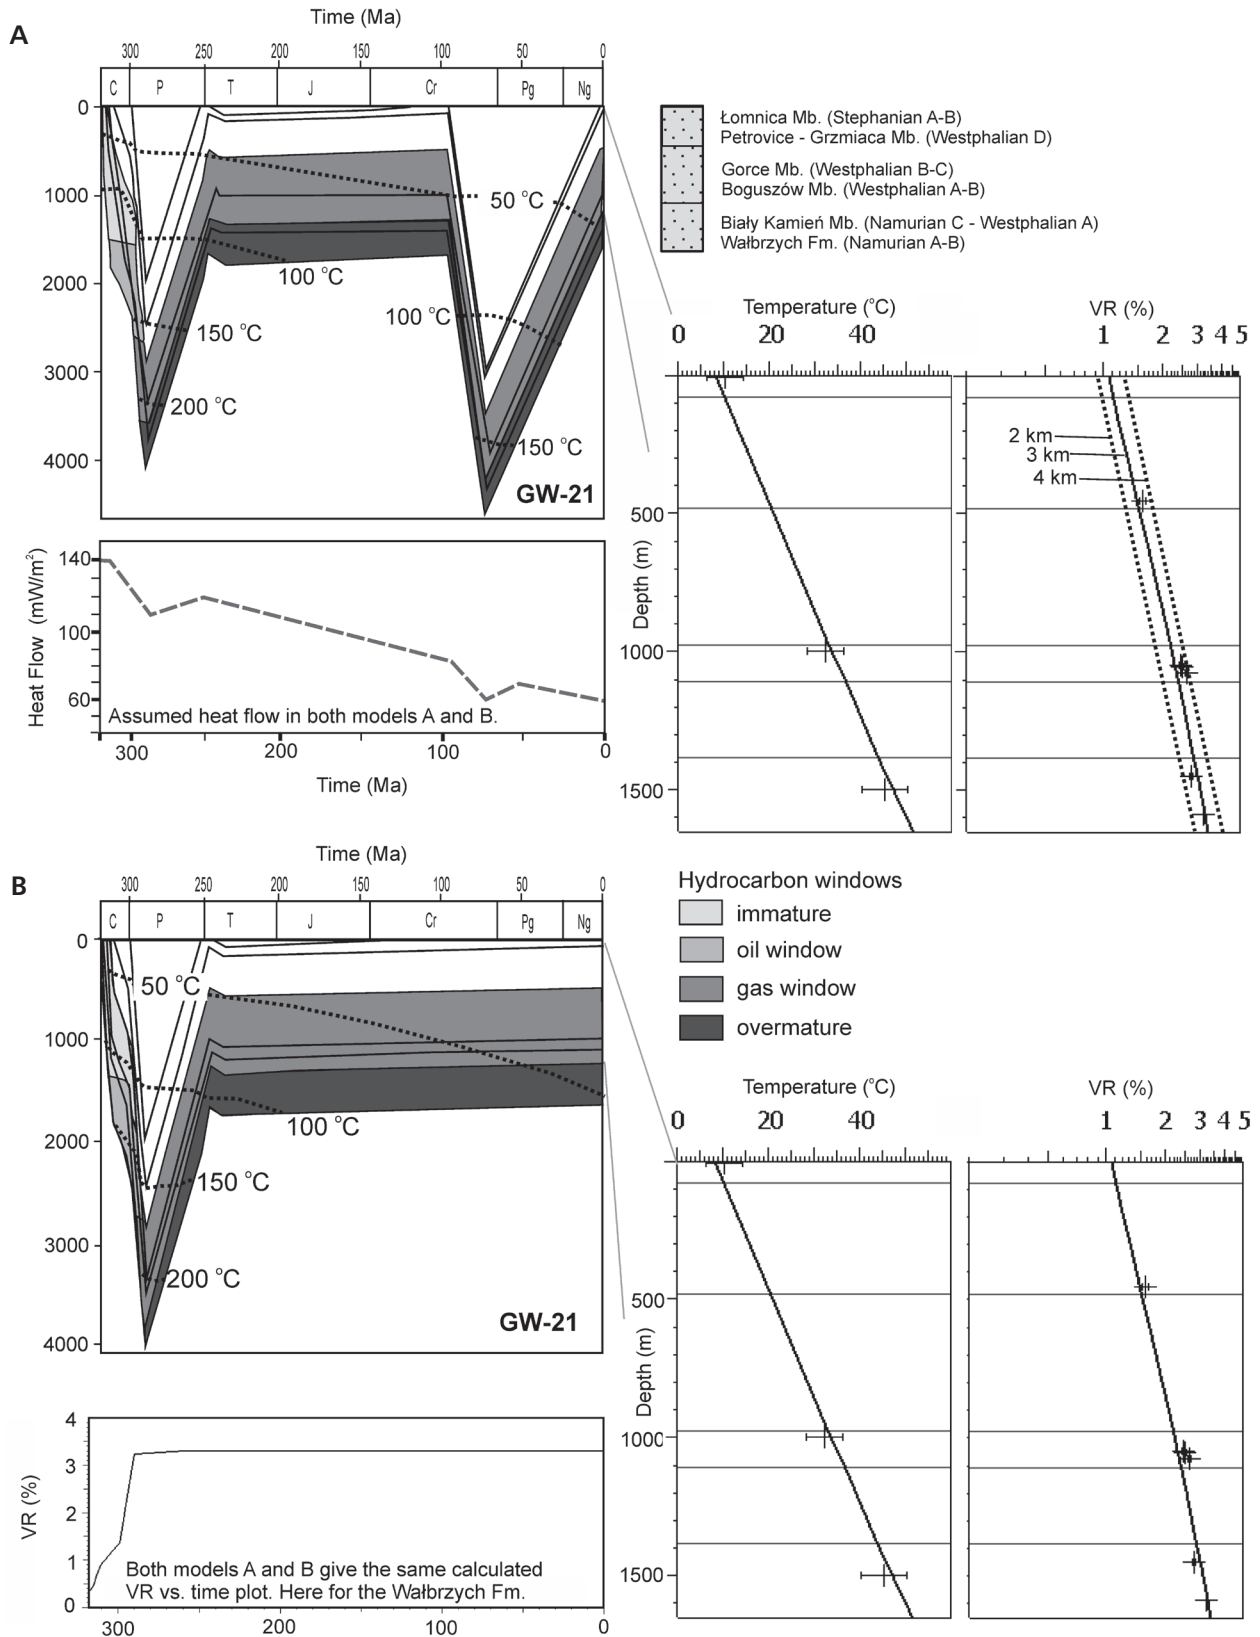 A
Time (Ma)
300 250 200 150 100 50 0
C P T J Cr Pg Ng
0
1000
2000
3000
4000
50 °C
100 °C
100 °C
150 °C
200 °C
150 °C
GW-21
Łomnica Mb. (Stephanian A-B)
Petrovice - Grzmiaca Mb. (Westphalian D)
Gorce Mb. (Westphalian B-C)
Boguszów Mb. (Westphalian A-B)
Biały Kamień Mb. (Namurian C - Westphalian A)
Wałbrzych Fm. (Namurian A-B)
Temperature (°C)
0 20 40
VR (%)
1 2 3 4 5
2 km
3 km
4 km
500
1000
1500
Depth (m)
Heat Flow (mW/m²)
140
100
60
Assumed heat flow in both models A and B.
300 200 100 0
Time (Ma)
B
Time (Ma)
300 250 200 150 100 50 0
C P T J Cr Pg Ng
0
1000
2000
3000
4000
50 °C
100 °C
150 °C
200 °C
GW-21
Hydrocarbon windows
immature
oil window
gas window
overmature
Temperature (°C)
0 20 40
VR (%)
1 2 3 4 5
500
1000
1500
Depth (m)
VR (%)
4
3
2
1
0
Both models A and B give the same calculated
VR vs. time plot. Here for the Wałbrzych Fm.
300 200 100 0